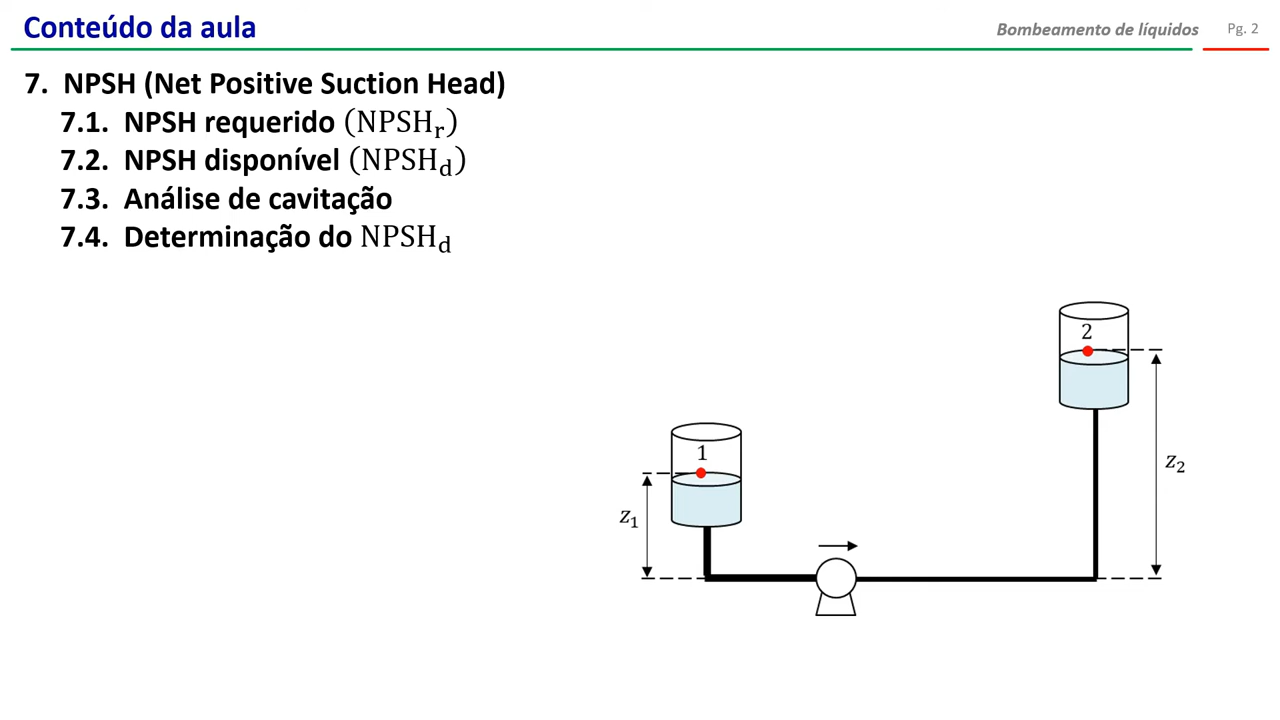 Conteúdo da aula
Bombeamento de líquidos
Pg. 2
7. NPSH (Net Positive Suction Head)
7.1. NPSH requerido (NPSHr)
7.2. NPSH disponível (NPSHd)
7.3. Análise de cavitação
7.4. Determinação do NPSHd
2
1
z2
z1